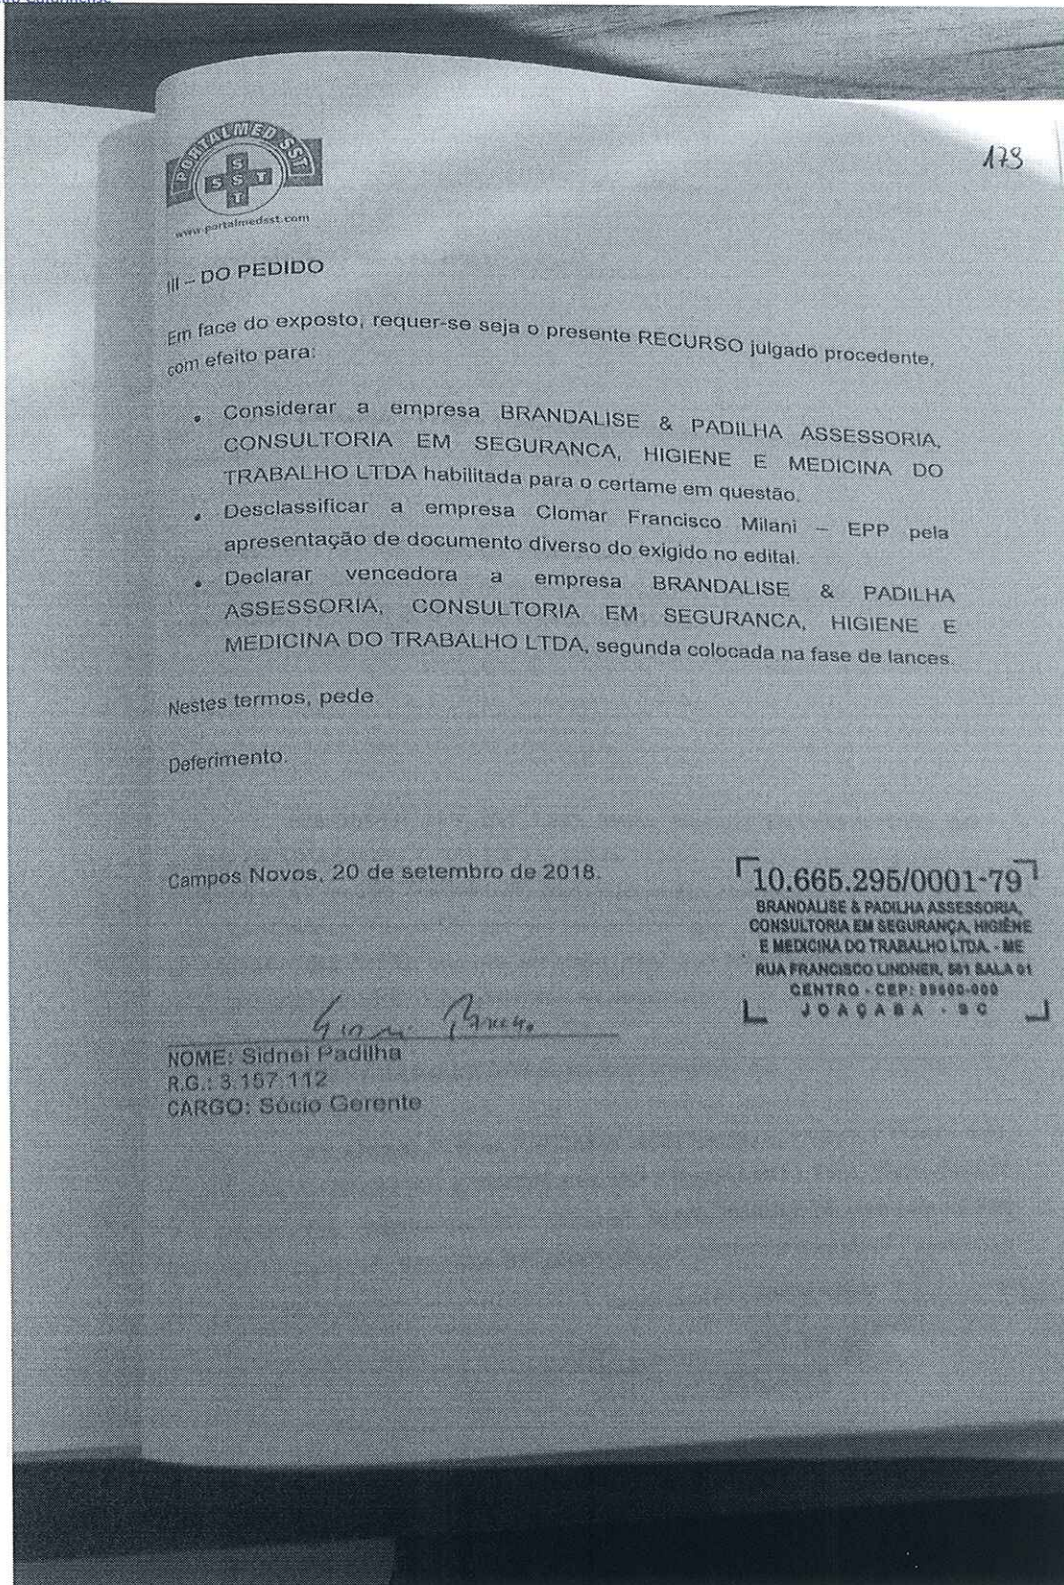 PORTALMED SST
S
S S T
T
www.portalmedsst.com
179
III – DO PEDIDO
Em face do exposto, requer-se seja o presente RECURSO julgado procedente,
com efeito para:
• Considerar a empresa BRANDALISE & PADILHA ASSESSORIA,
CONSULTORIA EM SEGURANCA, HIGIENE E MEDICINA DO
TRABALHO LTDA habilitada para o certame em questão.
• Desclassificar a empresa Clomar Francisco Milani – EPP pela
apresentação de documento diverso do exigido no edital.
• Declarar vencedora a empresa BRANDALISE & PADILHA
ASSESSORIA, CONSULTORIA EM SEGURANCA, HIGIENE E
MEDICINA DO TRABALHO LTDA, segunda colocada na fase de lances.
Nestes termos, pede.
Deferimento.
Campos Novos, 20 de setembro de 2018.
10.665.295/0001-79
BRANDALISE & PADILHA ASSESSORIA,
CONSULTORIA EM SEGURANÇA, HIGIÊNE
E MEDICINA DO TRABALHO LTDA. - ME
RUA FRANCISCO LINDNER, 561 SALA 01
CENTRO - CEP: 89600-000
JOAÇABA - SC
NOME: Sidnei Padilha
R.G.: 3.157.112
CARGO: Sócio Gerente